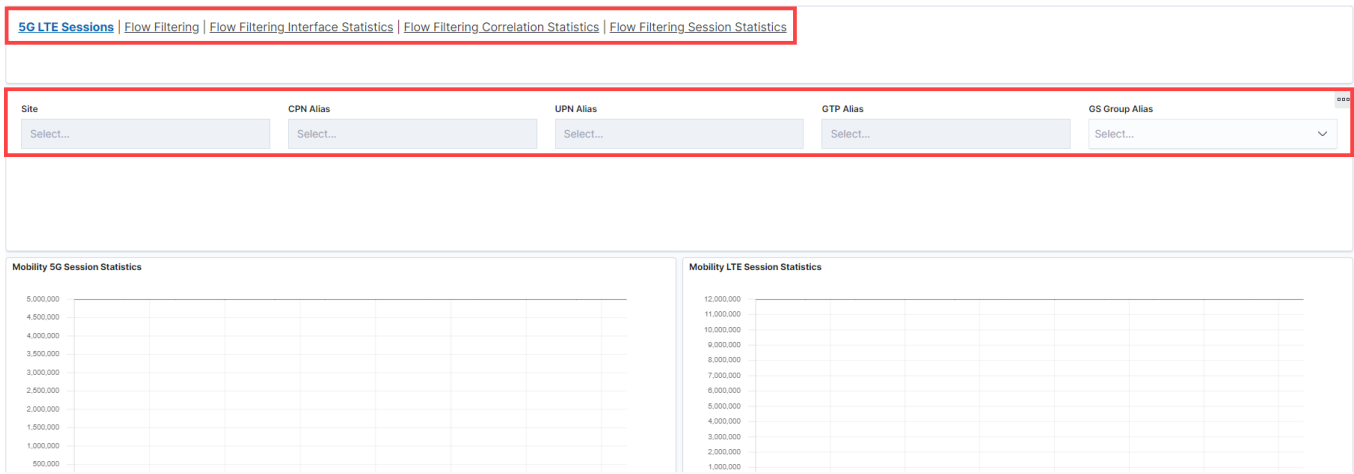 5G LTE Sessions | Flow Filtering | Flow Filtering Interface Statistics | Flow Filtering Correlation Statistics | Flow Filtering Session Statistics
Site
CPN Alias
UPN Alias
GTP Alias
GS Group Alias
Select...
Select...
Select...
Select...
Select...
Mobility 5G Session Statistics
5,000,000
4,500,000
4,000,000
3,500,000
3,000,000
2,500,000
2,000,000
1,500,000
1,000,000
500,000
Mobility LTE Session Statistics
12,000,000
11,000,000
10,000,000
9,000,000
8,000,000
7,000,000
6,000,000
5,000,000
4,000,000
3,000,000
2,000,000
1,000,000